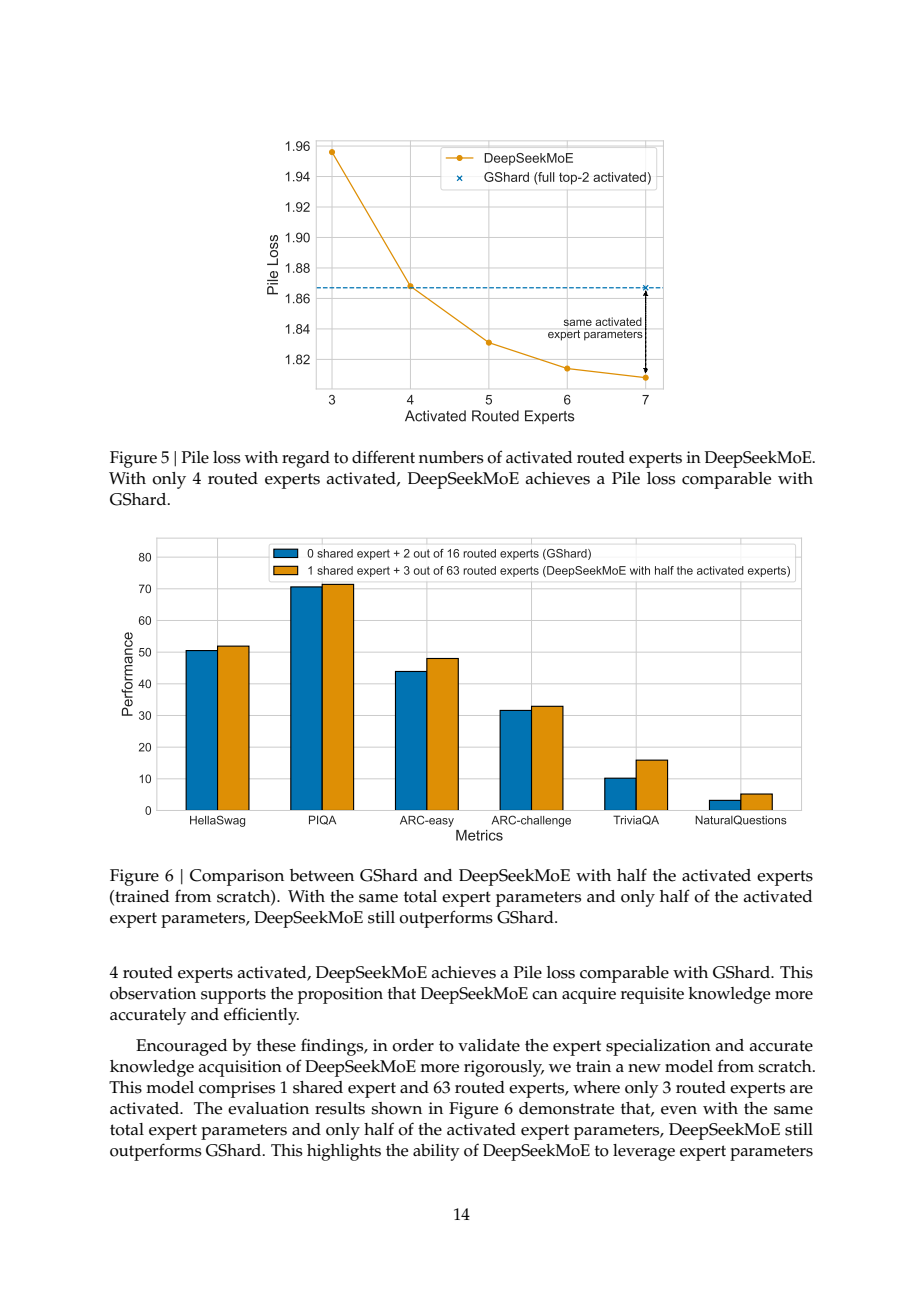 1.96
1.94
1.92
1.90
1.88
1.86
1.84
1.82
Pile Loss
DeepSeekMoE
GShard (full top-2 activated)
same activated
expert parameters
3 4 5 6 7
Activated Routed Experts
Figure 5 | Pile loss with regard to different numbers of activated routed experts in DeepSeekMoE.
With only 4 routed experts activated, DeepSeekMoE achieves a Pile loss comparable with
GShard.
80
70
60
50
40
30
20
10
0
Performance
0 shared expert + 2 out of 16 routed experts (GShard)
1 shared expert + 3 out of 63 routed experts (DeepSeekMoE with half the activated experts)
HellaSwag PIQA ARC-easy ARC-challenge TriviaQA NaturalQuestions
Metrics
Figure 6 | Comparison between GShard and DeepSeekMoE with half the activated experts
(trained from scratch). With the same total expert parameters and only half of the activated
expert parameters, DeepSeekMoE still outperforms GShard.
4 routed experts activated, DeepSeekMoE achieves a Pile loss comparable with GShard. This
observation supports the proposition that DeepSeekMoE can acquire requisite knowledge more
accurately and efficiently.
Encouraged by these findings, in order to validate the expert specialization and accurate
knowledge acquisition of DeepSeekMoE more rigorously, we train a new model from scratch.
This model comprises 1 shared expert and 63 routed experts, where only 3 routed experts are
activated. The evaluation results shown in Figure 6 demonstrate that, even with the same
total expert parameters and only half of the activated expert parameters, DeepSeekMoE still
outperforms GShard. This highlights the ability of DeepSeekMoE to leverage expert parameters
14